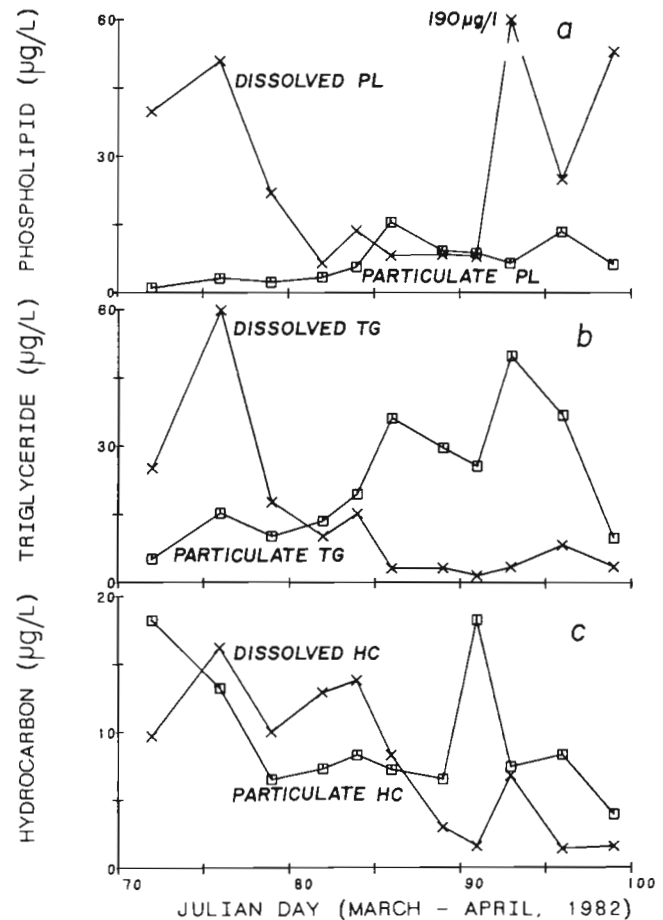 PHOSPHOLIPID (µg/L)
60
30
0
190µg/l
a
DISSOLVED PL
PARTICULATE PL
TRIGLYCERIDE (µg/L)
60
30
0
DISSOLVED TG
b
PARTICULATE TG
HYDROCARBON (µg/L)
20
10
0
c
DISSOLVED HC
PARTICULATE HC
70 80 90 100
JULIAN DAY (MARCH - APRIL, 1982)